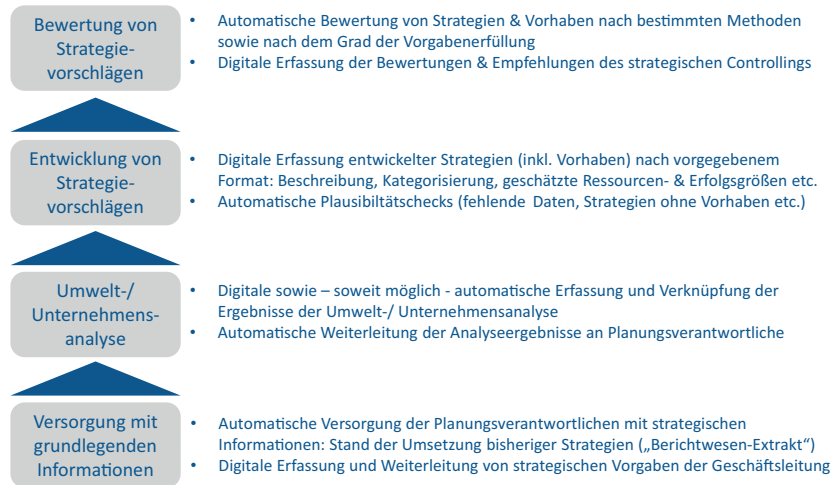 Bewertung von
Strategie-
vorschlägen
• Automatische Bewertung von Strategien & Vorhaben nach bestimmten Methoden
sowie nach dem Grad der Vorgabenerfüllung
• Digitale Erfassung der Bewertungen & Empfehlungen des strategischen Controllings
Entwicklung von
Strategie-
vorschlägen
• Digitale Erfassung entwickelter Strategien (inkl. Vorhaben) nach vorgegebenem
Format: Beschreibung, Kategorisierung, geschätzte Ressourcen- & Erfolgsgrößen etc.
• Automatische Plausibiltätschecks (fehlende Daten, Strategien ohne Vorhaben etc.)
Umwelt-/
Unternehmens-
analyse
• Digitale sowie – soweit möglich - automatische Erfassung und Verknüpfung der
Ergebnisse der Umwelt-/ Unternehmensanalyse
• Automatische Weiterleitung der Analyseergebnisse an Planungsverantwortliche
Versorgung mit
grundlegenden
Informationen
• Automatische Versorgung der Planungsverantwortlichen mit strategischen
Informationen: Stand der Umsetzung bisheriger Strategien („Berichtwesen-Extrakt“)
• Digitale Erfassung und Weiterleitung von strategischen Vorgaben der Geschäftsleitung